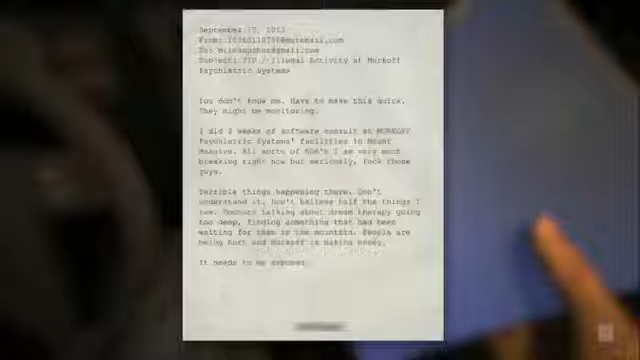 September 17, 2013
From:
To:
Subject: TIP / Illegal Activity at Murkoff
Psychiatric Systems
You don't know me. Have to make this quick.
They might be monitoring.
I did 2 weeks of software consult at MURKOFF
Psychiatric Systems' facilities in Mount
Massive. All sorts of NDA's I am very much
breaking right now but seriously, fuck those
guys.
Terrible things happening there. Don't
understand it. Don't believe half the things I
saw. Doctors talking about dream therapy going
too deep, finding something that had been
waiting for them in the mountain. People are
being hurt and Murkoff is making money.
It needs to be exposed.